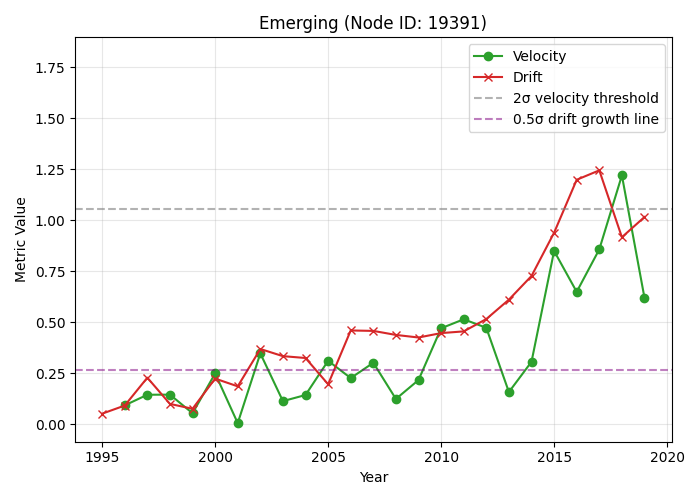 Emerging (Node ID: 19391)
Velocity
Drift
2σ velocity threshold
0.5σ drift growth line
Metric Value
1.75
1.50
1.25
1.00
0.75
0.50
0.25
0.00
1995 2000 2005 2010 2015 2020
Year